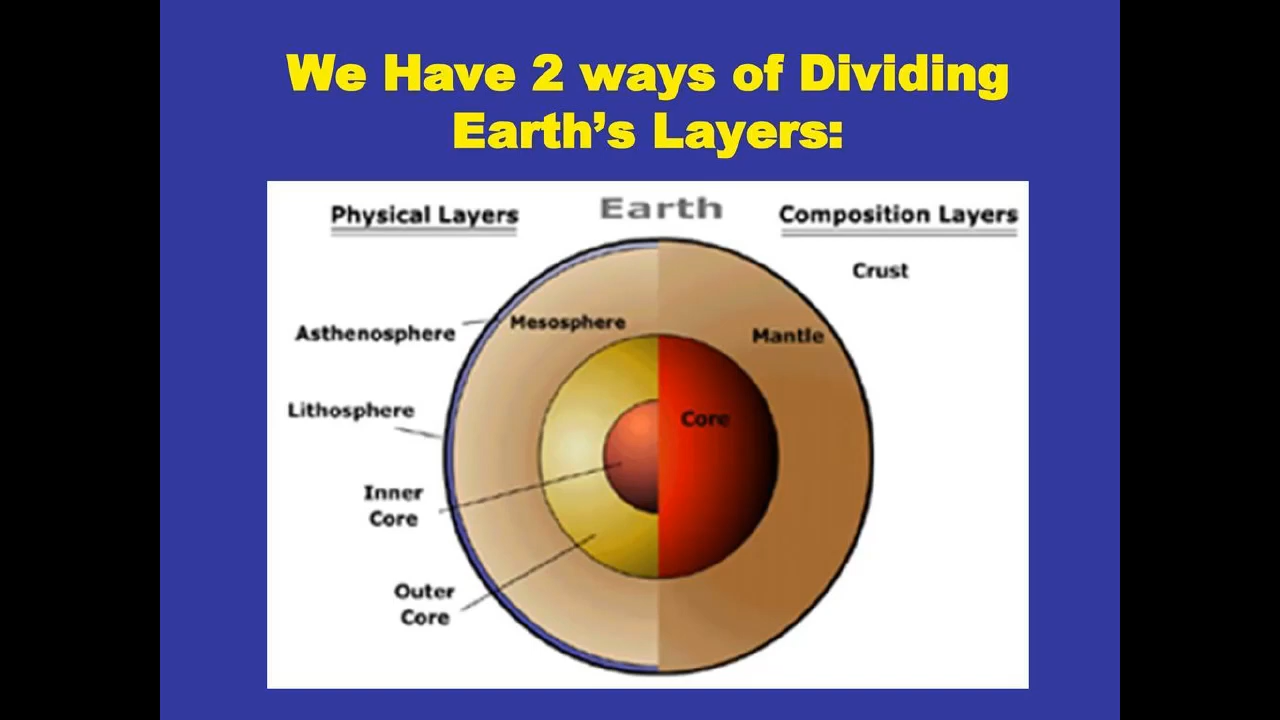 We Have 2 ways of Dividing
Earth's Layers:
Earth
Physical Layers
Composition Layers
Crust
Asthenosphere
Mesosphere
Mantle
Lithosphere
Core
Inner
Core
Outer
Core